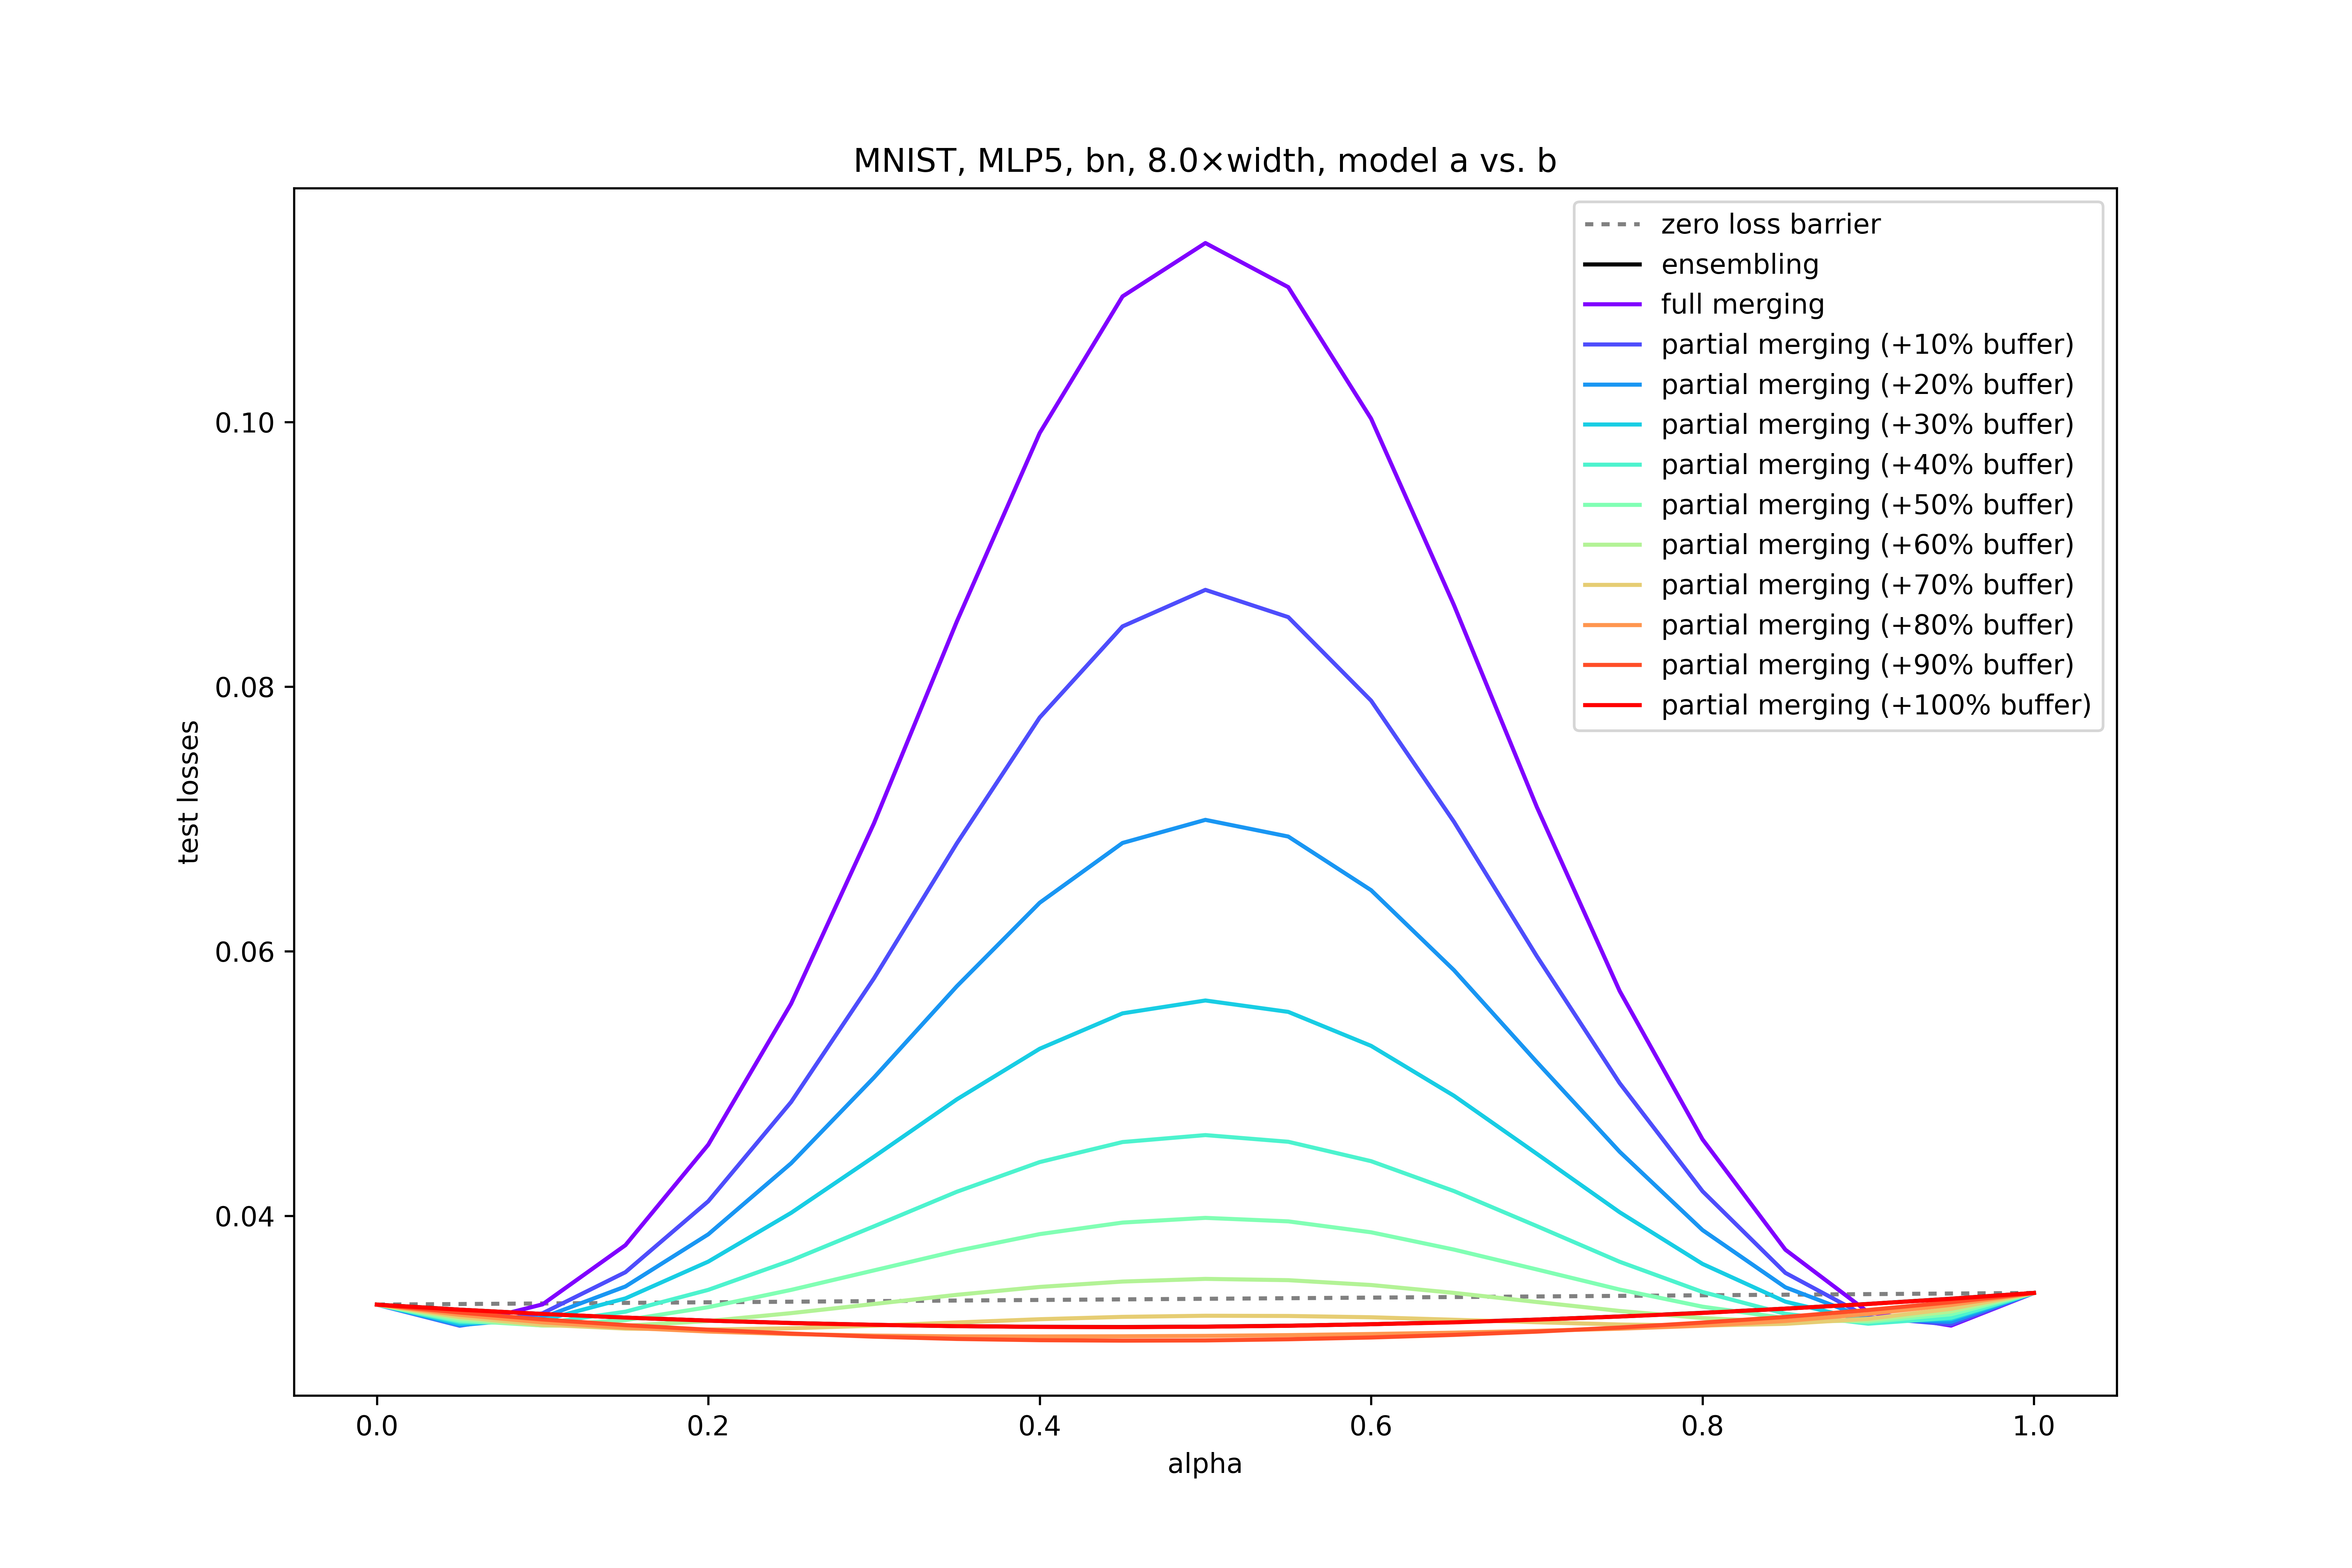 MNIST, MLP5, bn, 8.0×width, model a vs. b
zero loss barrier
ensembling
full merging
partial merging (+10% buffer)
partial merging (+20% buffer)
partial merging (+30% buffer)
partial merging (+40% buffer)
partial merging (+50% buffer)
partial merging (+60% buffer)
partial merging (+70% buffer)
partial merging (+80% buffer)
partial merging (+90% buffer)
partial merging (+100% buffer)
0.10
0.08
0.06
0.04
test losses
0.0 0.2 0.4 0.6 0.8 1.0
alpha